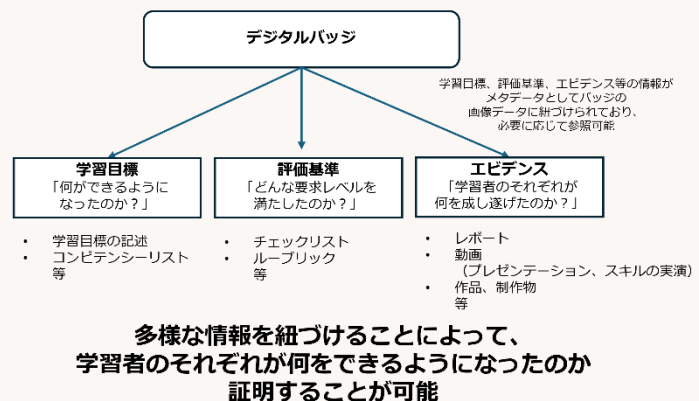 デジタルバッジ
学習目標、評価基準、エビデンス等の情報が
メタデータとしてバッジの
画像データに紐づけられており、
必要に応じて参照可能
学習目標
「何ができるように
なったのか？」
・ 学習目標の記述
・ コンピテンシーリスト
等
評価基準
「どんな要求レベルを
満たしたのか？」
・ チェックリスト
・ ルーブリック
等
エビデンス
「学習者のそれぞれが
何を成し遂げたのか？」
・ レポート
・ 動画
（プレゼンテーション、スキルの実演）
・ 作品、制作物
等
多様な情報を紐づけることによって、
学習者のそれぞれが何をできるようになったのか
証明することが可能